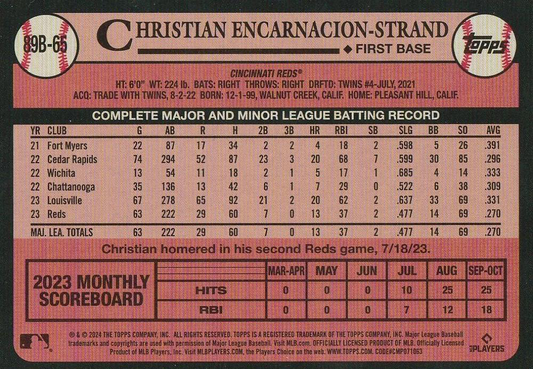 89B-65
CHRISTIAN ENCARNACION-STRAND
FIRST BASE
Topps
CINCINNATI REDS®
HT: 6'0" WT: 224 lb. BATS: RIGHT THROWS: RIGHT DRFTD: TWINS #4-JULY, 2021
ACQ: TRADE WITH TWINS, 8-2-22 BORN: 12-1-99, WALNUT CREEK, CALIF. HOME: PLEASANT HILL, CALIF.
COMPLETE MAJOR AND MINOR LEAGUE BATTING RECORD
YR CLUB G AB R H 2B 3B HR RBI SB SLG BB SO AVG
21 Fort Myers 22 87 17 34 2 2 4 18 2 .598 5 26 .391
22 Cedar Rapids 74 294 52 87 23 3 20 68 7 .599 30 85 .296
22 Wichita 13 54 12 18 2 1 5 17 1 .685 4 14 .333
22 Chattanooga 35 136 13 42 6 1 7 29 0 .522 6 38 .309
23 Louisville 67 278 65 92 21 2 20 62 2 .637 33 69 .331
23 Reds 63 222 29 60 7 0 13 37 2 .477 14 69 .270
MAJ. LEA. TOTALS 63 222 29 60 7 0 13 37 2 .477 14 69 .270
Christian homered in his second Reds game, 7/18/23.
2023 MONTHLY SCOREBOARD
MAR-APR MAY JUN JUL AUG SEP-OCT
HITS 0 0 0 10 25 25
RBI 0 0 0 7 12 18
® & © 2024 THE TOPPS COMPANY, INC. ALL RIGHTS RESERVED. TOPPS IS A REGISTERED TRADEMARK OF THE TOPPS COMPANY, INC. Major League Baseball
trademarks and copyrights are used with permission of Major League Baseball. Visit MLB.com. OFFICIALLY LICENSED PRODUCT OF MLB PLAYERS, INC. Officially Licensed
Product of MLB Players, Inc. Visit www.MLBPLAYERS.com, the Players Choice on the web. WWW.TOPPS.COM. CODE#CMP071063
MLB PLAYERS